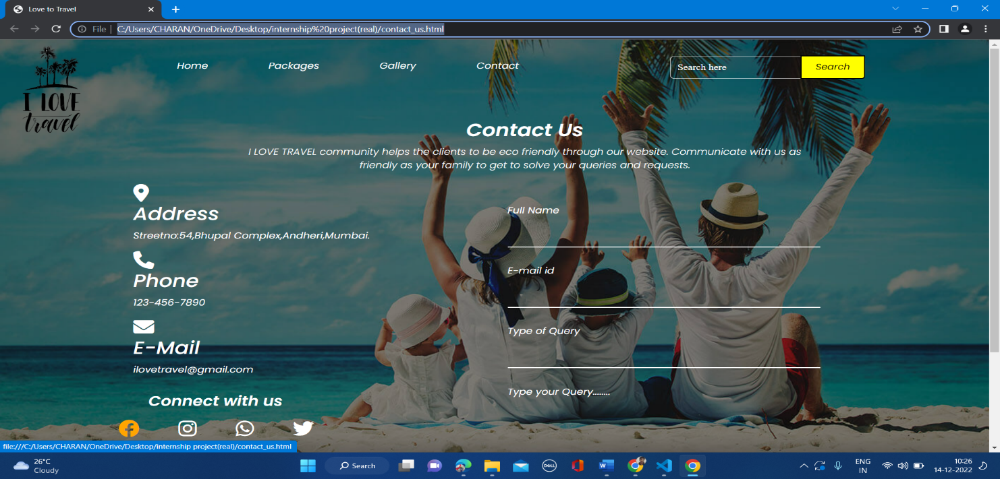 Love to Travel
File | C:/Users/CHARAN/OneDrive/Desktop/internship%20project(real)/contact_us.html
I LOVE
travel
Home Packages Gallery Contact
Search here Search
Contact Us
I LOVE TRAVEL community helps the clients to be eco friendly through our website. Communicate with us as
friendly as your family to get to solve your queries and requests.
Address
Streetno:54,Bhupal Complex,Andheri,Mumbai.
Phone
123-456-7890
E-Mail
ilovetravel@gmail.com
Connect with us
Full Name
E-mail id
Type of Query
Type your Query........
file:///C:/Users/CHARAN/OneDrive/Desktop/internship project(real)/contact_us.html
26°C
Cloudy
Search
DELL
W
ENG
IN
10:26
14-12-2022